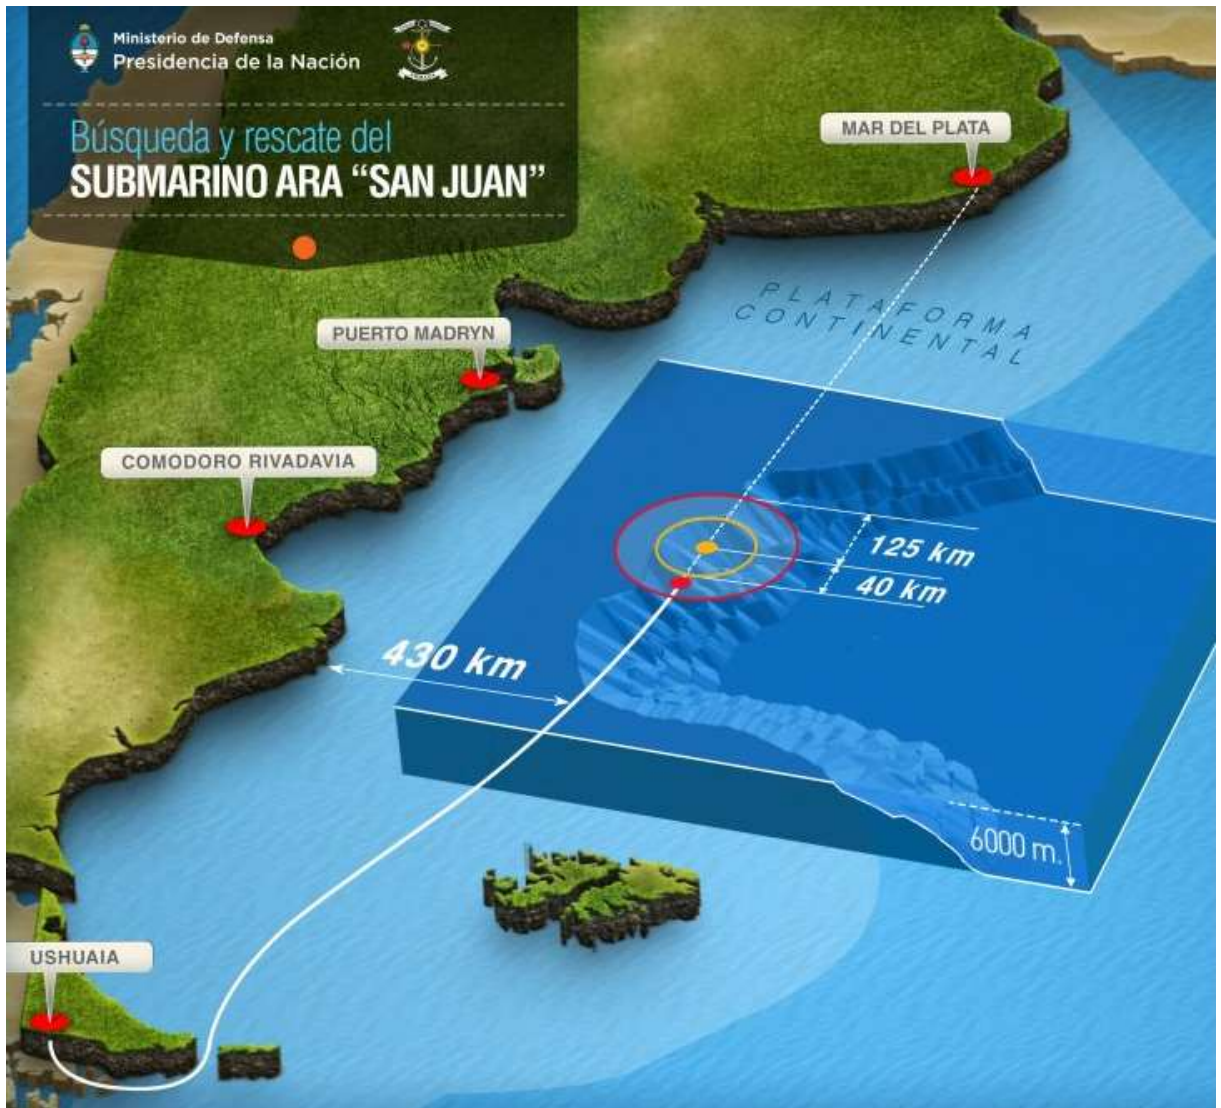 Ministerio de Defensa
Presidencia de la Nación
Búsqueda y rescate del
SUBMARINO ARA “SAN JUAN”
MAR DEL PLATA
PLATAFORMA
CONTINENTAL
PUERTO MADRYN
COMODORO RIVADAVIA
125 km
40 km
430 km
6000 m.
USHUAIA